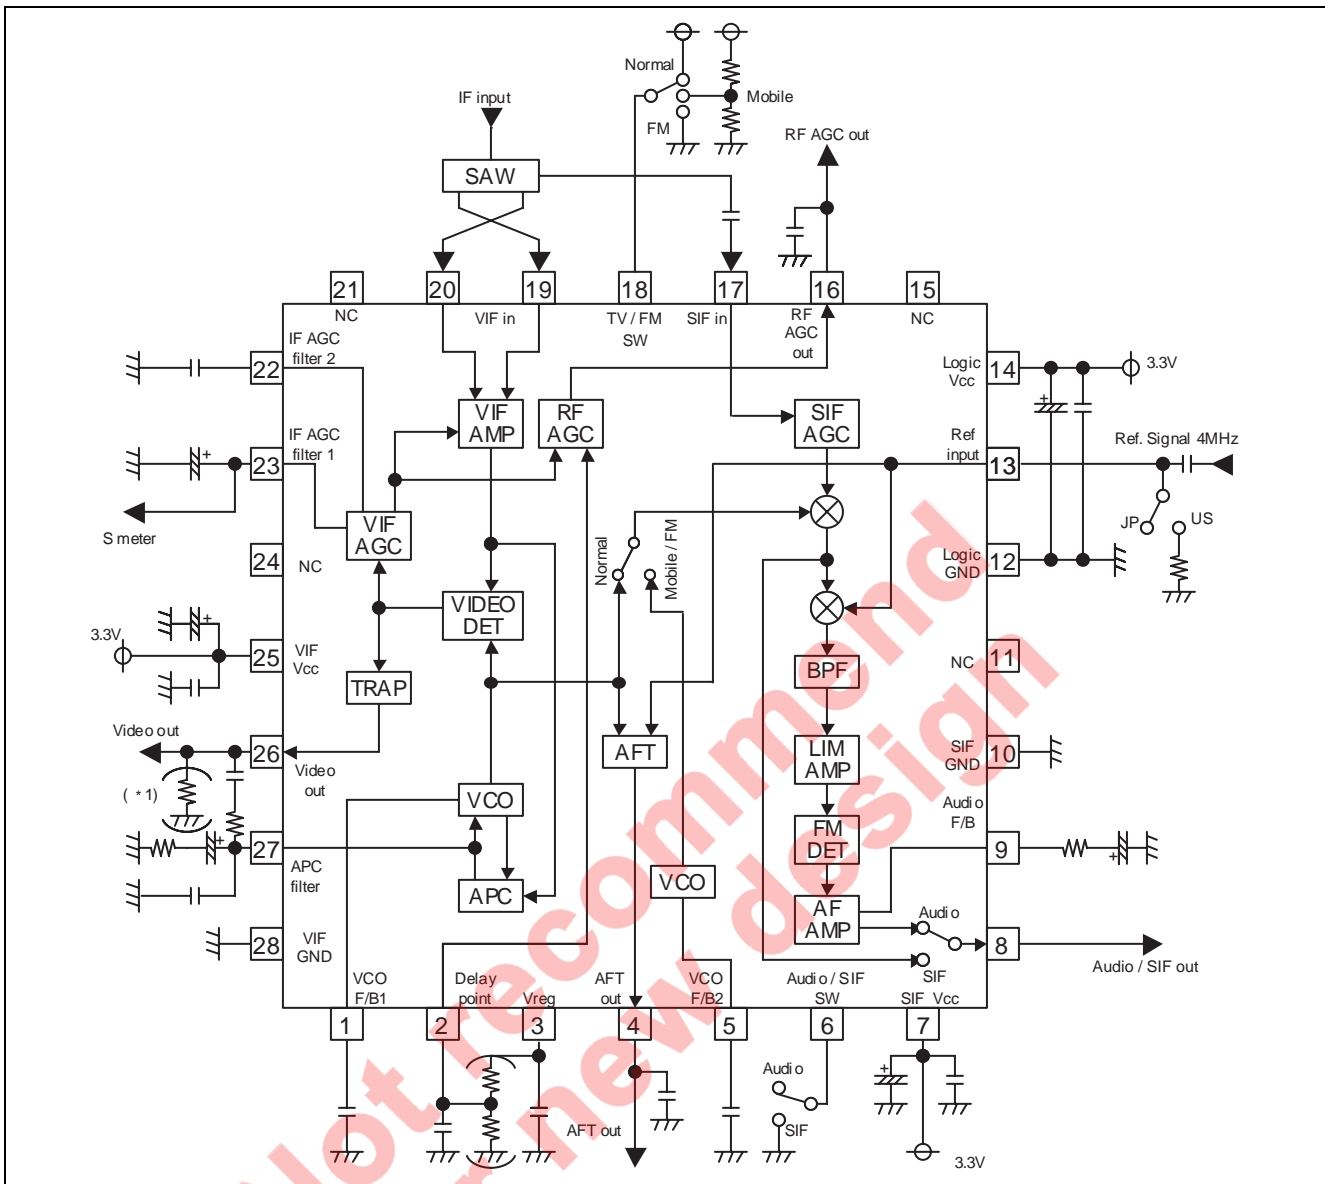 Normal
Mobile
FM
IF input
RF AGC out
SAW
21
20
19
18
17
16
15
NC
VIF in
TV / FM
SW
SIF in
RF
AGC
out
NC
22
IF AGC
filter 2
Logic
Vcc
14
3.3V
VIF
AMP
RF
AGC
SIF
AGC
23
IF AGC
filter 1
Ref
input
13
Ref. Signal 4MHz
S meter
VIF
AGC
JP
US
24
NC
Normal
Mobile / FM
Logic
GND
12
VIDEO
DET
3.3V
25
VIF
Vcc
TRAP
BPF
NC
11
Video out
26
Video
out
AFT
LIM
AMP
SIF
GND
10
( *1)
VCO
Audio
F/B
9
27
APC
filter
FM
DET
APC
VCO
AF
AMP
Audio
28
VIF
GND
8
Audio / SIF out
SIF
VCO
F/B1
Delay
point
Vreg
AFT
out
VCO
F/B2
Audio / SIF
SW
SIF Vcc
1
2
3
4
5
6
7
Audio
SIF
AFT out
3.3V
Not recommend
for new design